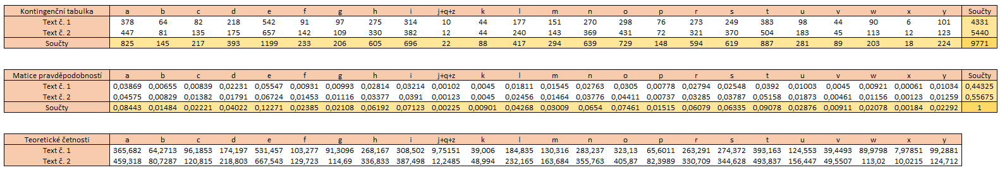 Kontingenční tabulka a b c d e f g h i j+q+z k l m n o p r s t u v w x y Součty
Text č. 1 378 64 82 218 542 91 97 275 314 10 44 177 151 270 298 76 273 249 383 98 44 90 6 101 4331
Text č. 2 447 81 135 175 657 142 109 330 382 12 44 240 143 369 431 72 321 370 504 183 45 113 12 123 5440
Součty 825 145 217 393 1199 233 206 605 696 22 88 417 294 639 729 148 594 619 887 281 89 203 18 224 9771
Matice pravděpodobností a b c d e f g h i j+q+z k l m n o p r s t u v w x y Součty
Text č. 1 0,03869 0,00655 0,00839 0,02231 0,05547 0,00931 0,00993 0,02814 0,03214 0,00102 0,0045 0,01811 0,01545 0,02763 0,0305 0,00778 0,02794 0,02548 0,0392 0,01003 0,0045 0,00921 0,00061 0,01034 0,44325
Text č. 2 0,04575 0,00829 0,01382 0,01791 0,06724 0,01453 0,01116 0,03377 0,0391 0,00123 0,0045 0,02456 0,01464 0,03776 0,04411 0,00737 0,03285 0,03787 0,05158 0,01873 0,00461 0,01156 0,00123 0,01259 0,55675
Součty 0,08443 0,01484 0,02221 0,04022 0,12271 0,02385 0,02108 0,06192 0,07123 0,00225 0,00901 0,04268 0,03009 0,0654 0,07461 0,01515 0,06079 0,06335 0,09078 0,02876 0,00911 0,02078 0,00184 0,02292 1
Teoretické četnosti a b c d e f g h i j+q+z k l m n o p r s t u v w x y
Text č. 1 365,682 64,2713 96,1853 174,197 531,457 103,277 91,3096 268,167 308,502 9,75151 39,006 184,835 130,316 283,237 323,13 65,6011 263,291 274,372 393,163 124,553 39,4493 89,9798 7,97851 99,2881
Text č. 2 459,318 80,7287 120,815 218,803 667,543 129,723 114,69 336,833 387,498 12,2485 48,994 232,165 163,684 355,763 405,87 82,3989 330,709 344,628 493,837 156,447 49,5507 113,02 10,0215 124,712